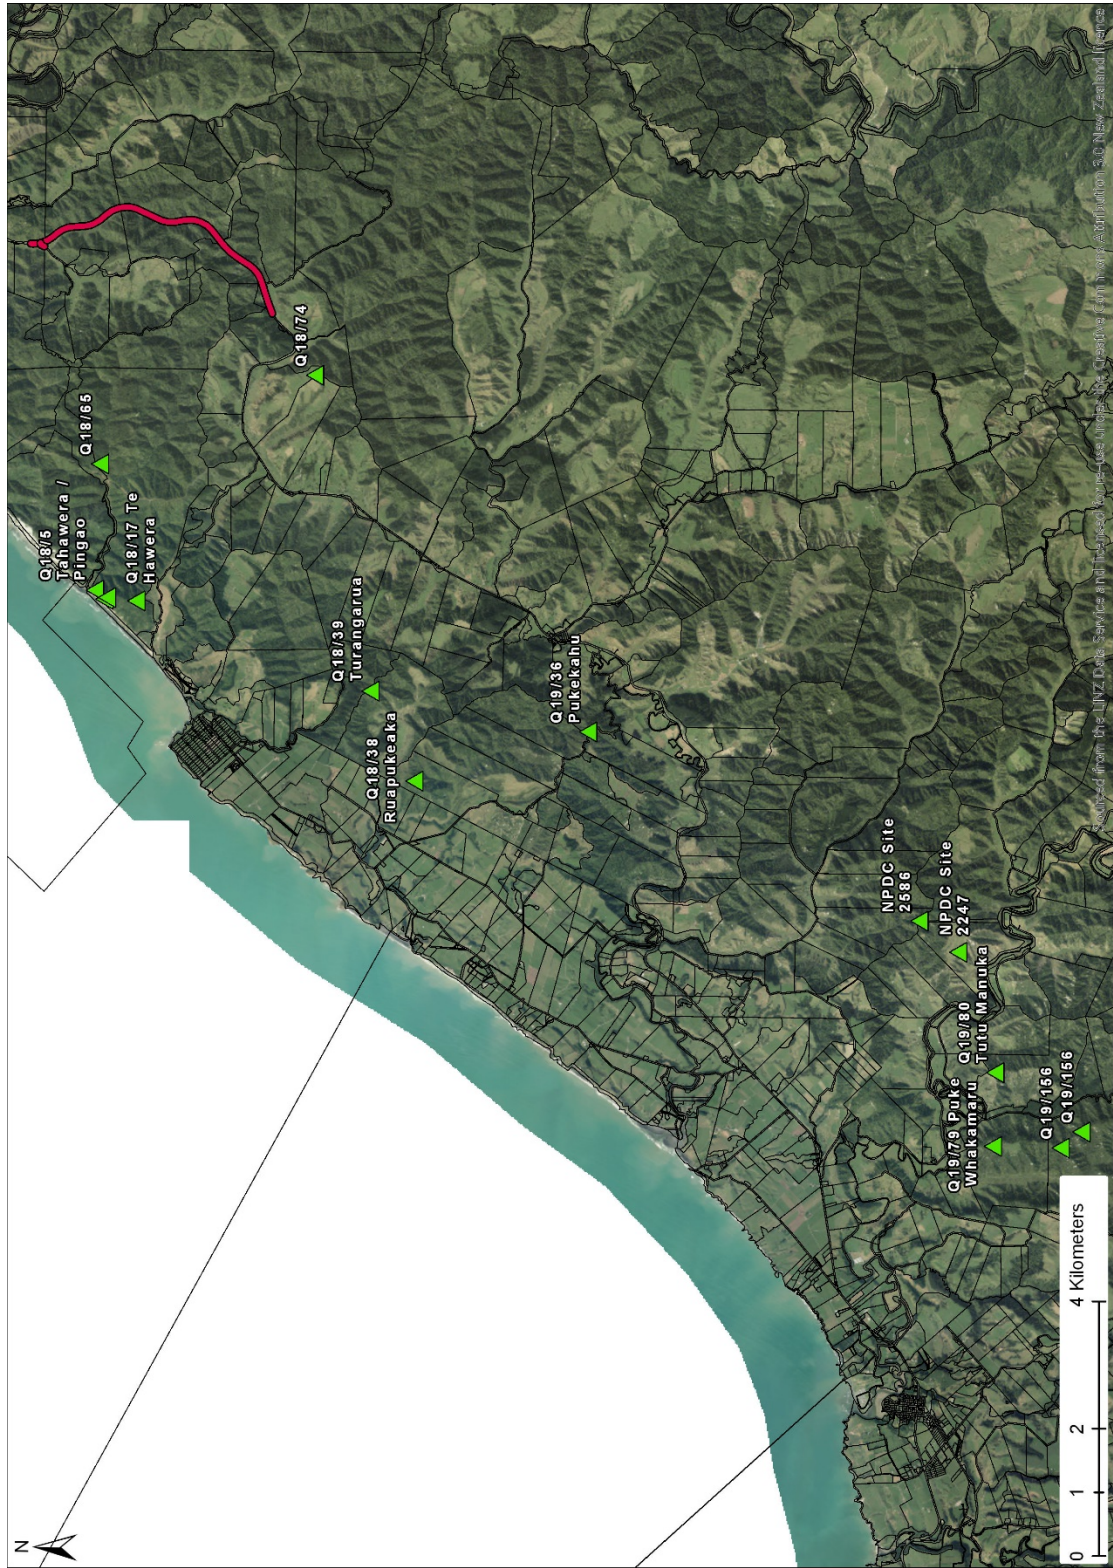 N
Q18/5
Tahawera /
Pingao
Q18/65
Q18/17 Te
Hawera
Q18/74
Q18/39
Turangarua
Q18/38
Ruapukeaka
Q19/36
Pukekahu
NPDC Site
2586
NPDC Site
2247
Q19/79 Puke
Whakamaru
Q19/80
Tutu Manuka
Q19/156
Q19/156
0 1 2 4 Kilometers
Sourced from the LINZ Data Service and licensed for re-use under the Creative Commons Attribution 3.0 New Zealand licence